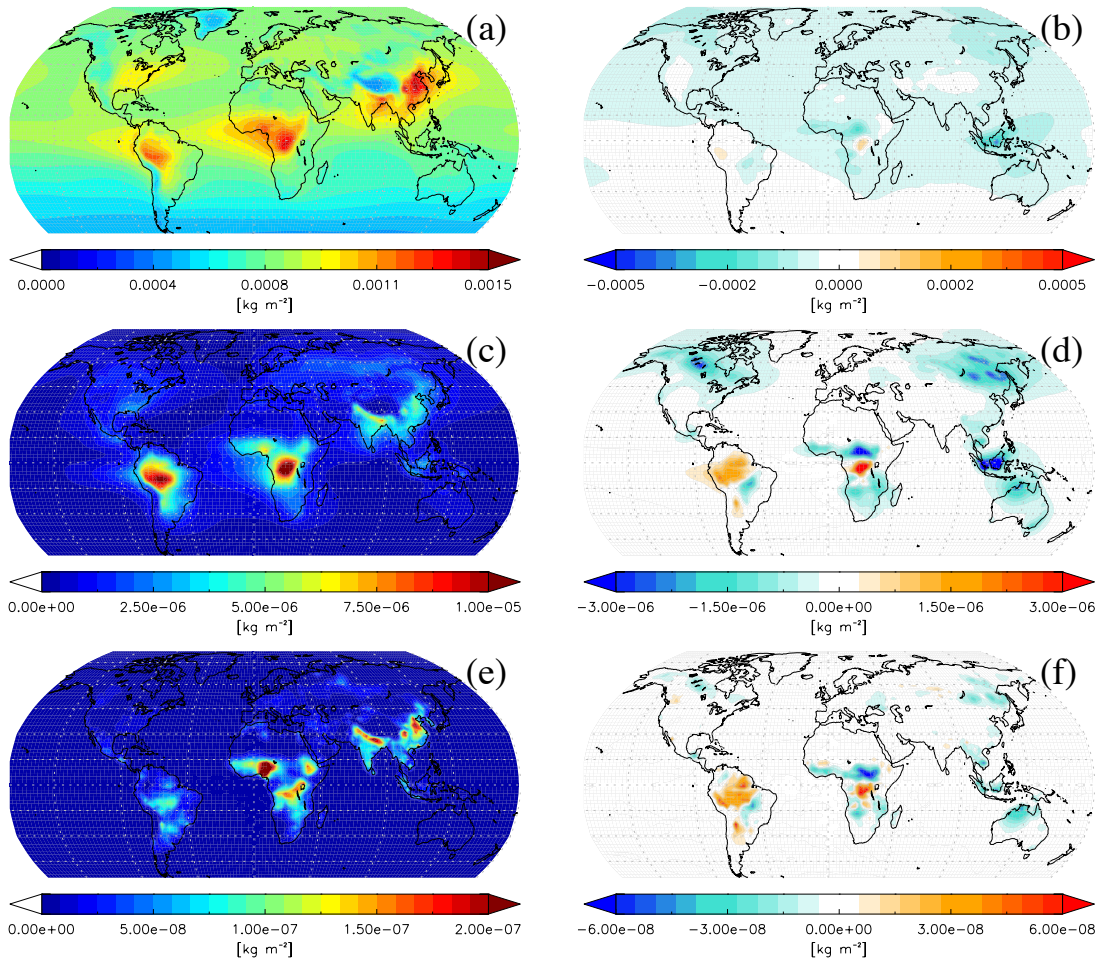 (a)
(b)
0.0000 0.0004 0.0008 0.0011 0.0015
[kg m⁻²]
−0.0005 −0.0002 0.0000 0.0002 0.0005
[kg m⁻²]
(c)
(d)
0.00e+00 2.50e−06 5.00e−06 7.50e−06 1.00e−05
[kg m⁻²]
−3.00e−06 −1.50e−06 0.00e+00 1.50e−06 3.00e−06
[kg m⁻²]
(e)
(f)
0.00e+00 5.00e−08 1.00e−07 1.50e−07 2.00e−07
[kg m⁻²]
−6.00e−08 −3.00e−08 0.00e+00 3.00e−08 6.00e−08
[kg m⁻²]